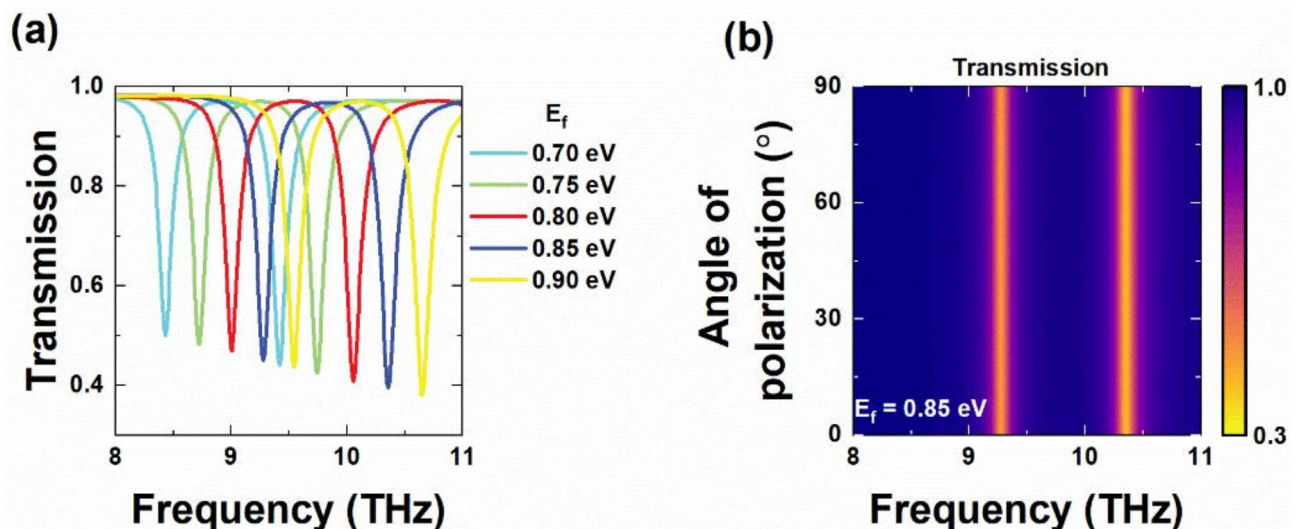 (a)
Transmission
1.0
0.8
0.6
0.4
8
9
10
11
Frequency (THz)
E_f
0.70 eV
0.75 eV
0.80 eV
0.85 eV
0.90 eV
(b)
Transmission
Angle of
polarization (°)
90
60
30
0
E_f = 0.85 eV
8
9
10
11
Frequency (THz)
1.0
0.3